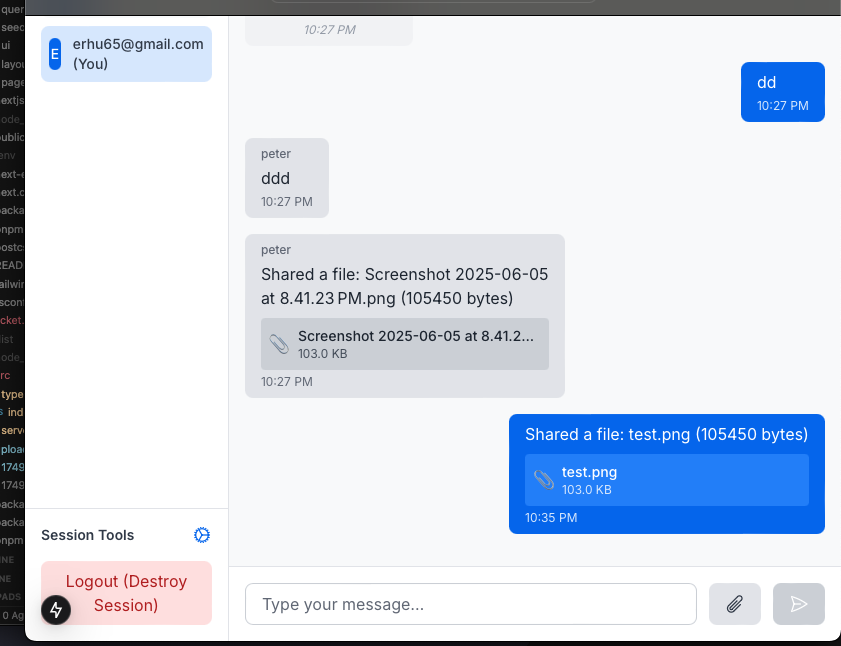 erhu65@gmail.com
(You)
E
10:27 PM
dd
10:27 PM
peter
ddd
10:27 PM
peter
Shared a file: Screenshot 2025-06-05
at 8.41.23 PM.png (105450 bytes)
Screenshot 2025-06-05 at 8.41.2...
103.0 KB
10:27 PM
Shared a file: test.png (105450 bytes)
test.png
103.0 KB
10:35 PM
Session Tools
Logout (Destroy
Session)
Type your message...